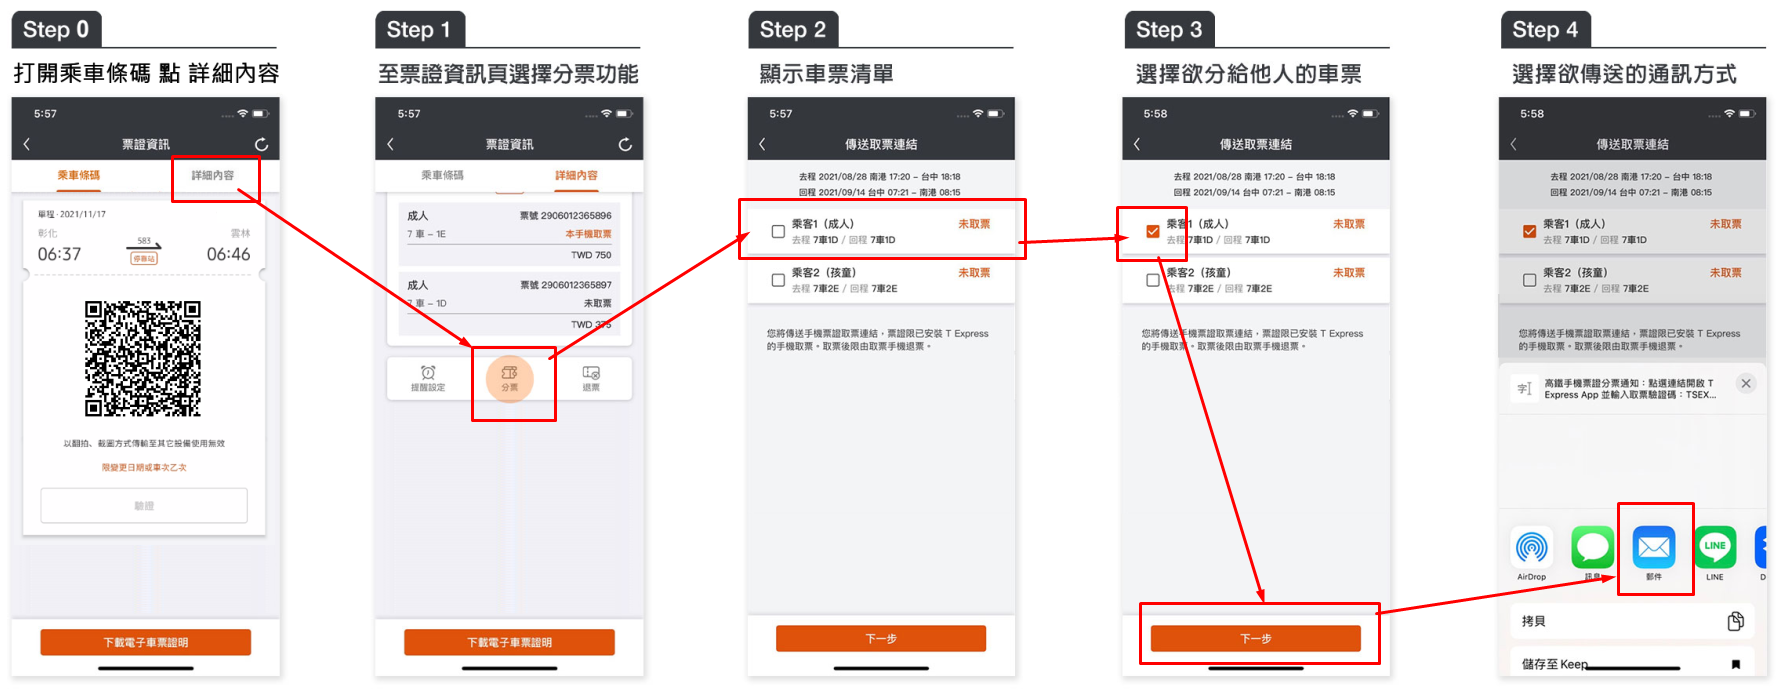 Step 0
打開乘車條碼 點 詳細內容
5:57
票證資訊
乘車條碼
詳細內容
單程 · 2021/11/17
彰化
雲林
06:37
583
06:46
停靠站
以翻拍、截圖方式傳輸至其它設備使用無效
限變更日期或車次乙次
驗證
下載電子車票證明
Step 1
至票證資訊頁選擇分票功能
5:57
票證資訊
乘車條碼
詳細內容
成人
票號 2906012365896
7 車 – 1E
本手機取票
TWD 750
成人
票號 2906012365897
7 車 – 1D
未取票
TWD 375
提醒設定
分票
退票
下載電子車票證明
Step 2
顯示車票清單
5:57
傳送取票連結
去程 2021/08/28 南港 17:20 – 台中 18:18
回程 2021/09/14 台中 07:21 – 南港 08:15
乘客1（成人）
未取票
去程 7車1D / 回程 7車1D
乘客2（孩童）
未取票
去程 7車2E / 回程 7車2E
您將傳送手機票證取票連結，票證限已安裝 T Express
的手機取票。取票後限由取票手機退票。
下一步
Step 3
選擇欲分給他人的車票
5:58
傳送取票連結
去程 2021/08/28 南港 17:20 – 台中 18:18
回程 2021/09/14 台中 07:21 – 南港 08:15
乘客1（成人）
未取票
去程 7車1D / 回程 7車1D
乘客2（孩童）
未取票
去程 7車2E / 回程 7車2E
您將傳送手機票證取票連結，票證限已安裝 T Express
的手機取票。取票後限由取票手機退票。
下一步
Step 4
選擇欲傳送的通訊方式
5:58
傳送取票連結
去程 2021/08/28 南港 17:20 – 台中 18:18
回程 2021/09/14 台中 07:21 – 南港 08:15
乘客1（成人）
未取票
去程 7車1D / 回程 7車1D
乘客2（孩童）
未取票
去程 7車2E / 回程 7車2E
您將傳送手機票證取票連結，票證限已安裝 T Express
的手機取票。取票後限由取票手機退票。
字
高鐵手機票證分票通知：點選連結開啟 T
Express App 並輸入取票驗證碼：TSEX...
LINE
AirDrop
訊息
郵件
LINE
D
拷貝
儲存至 Keep